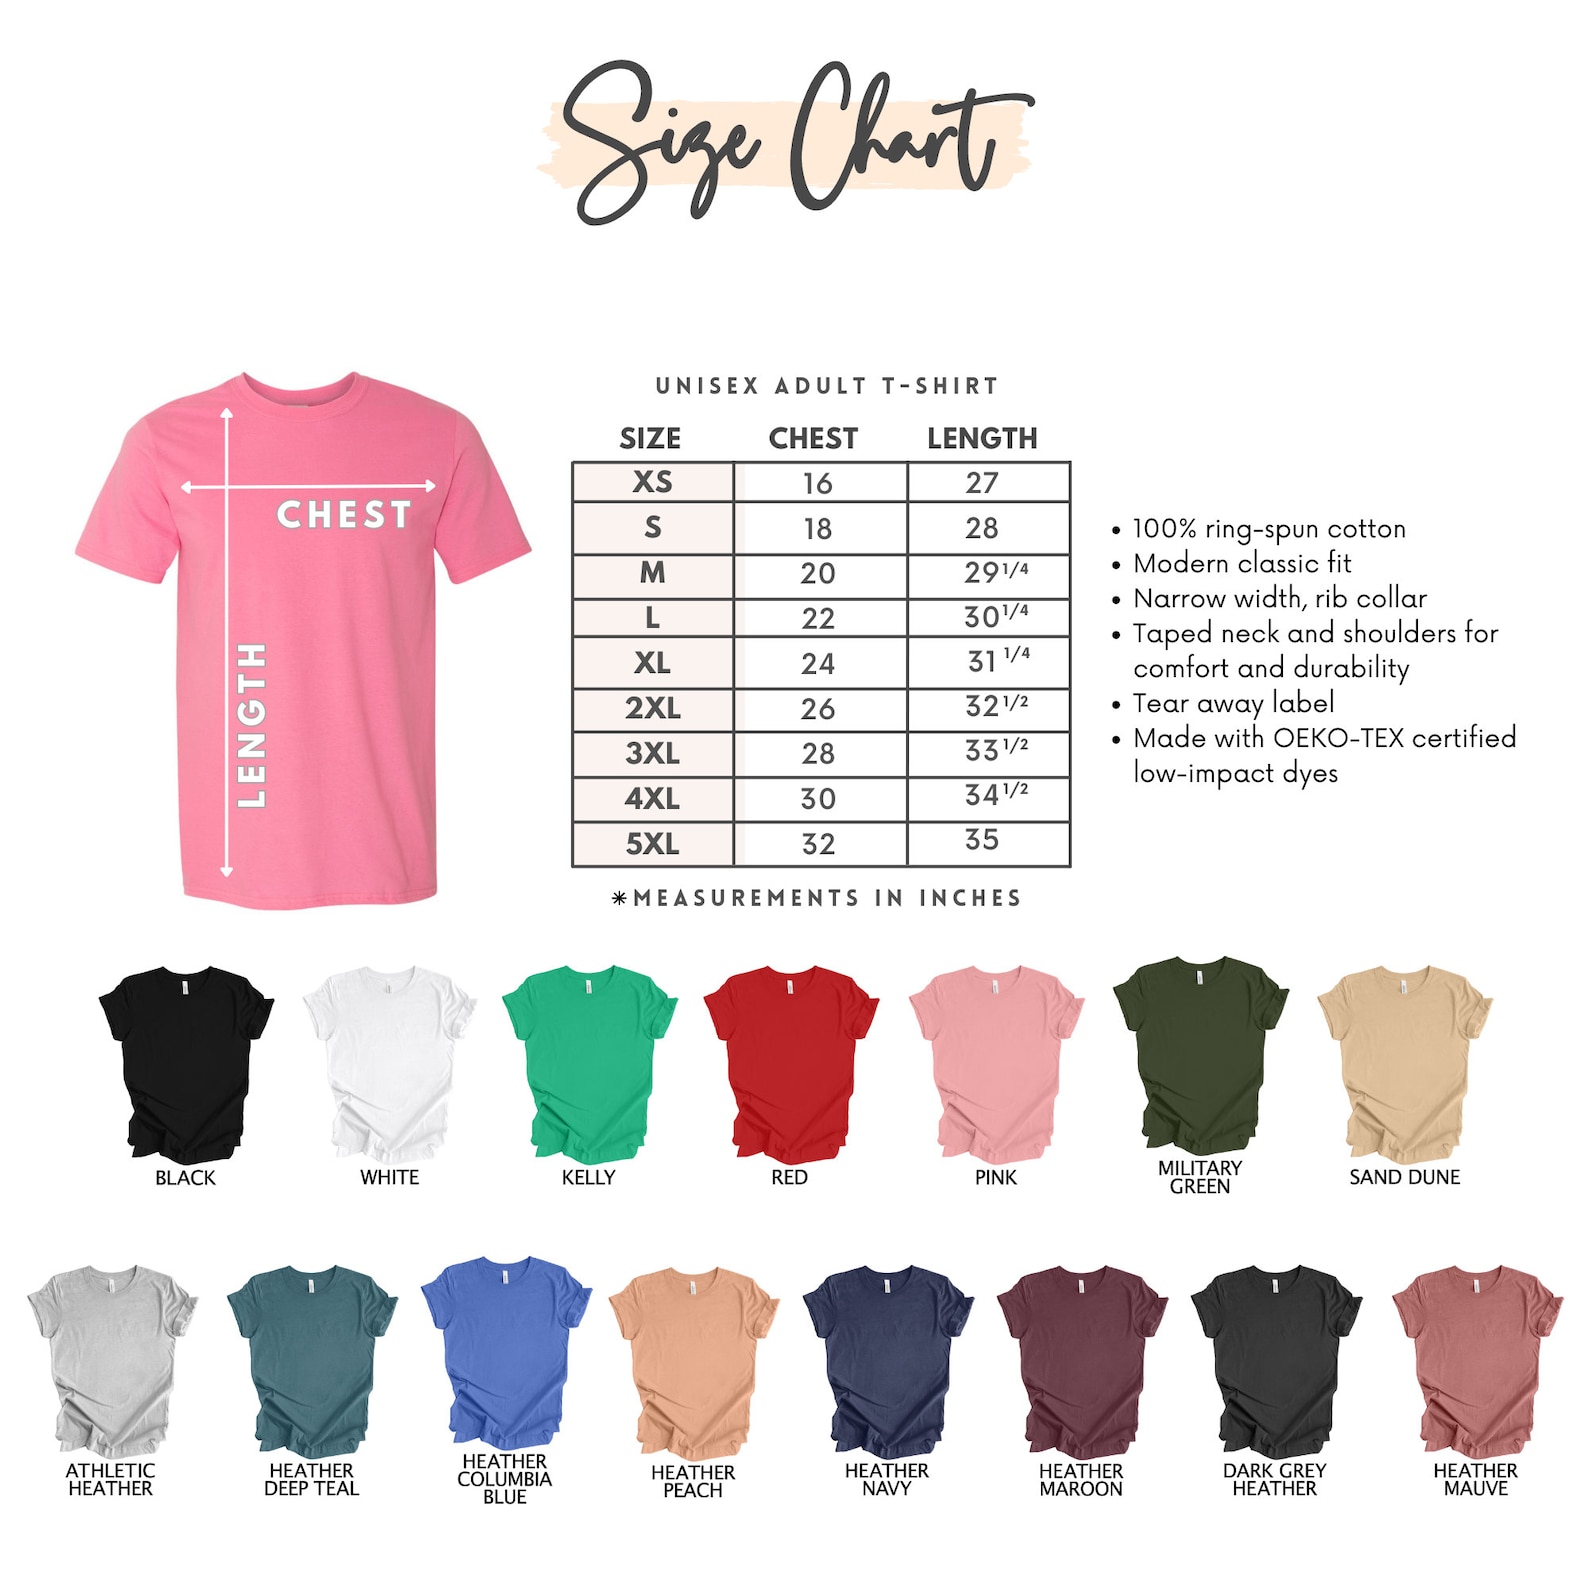 Size Chart
UNISEX ADULT T-SHIRT
SIZE CHEST LENGTH
XS 16 27
S 18 28
M 20 29 1/4
L 22 30 1/4
XL 24 31 1/4
2XL 26 32 1/2
3XL 28 33 1/2
4XL 30 34 1/2
5XL 32 35
*MEASUREMENTS IN INCHES
CHEST
LENGTH
• 100% ring-spun cotton
• Modern classic fit
• Narrow width, rib collar
• Taped neck and shoulders for
comfort and durability
• Tear away label
• Made with OEKO-TEX certified
low-impact dyes
BLACK
WHITE
KELLY
RED
PINK
MILITARY
GREEN
SAND DUNE
ATHLETIC
HEATHER
HEATHER
DEEP TEAL
HEATHER
COLUMBIA
BLUE
HEATHER
PEACH
HEATHER
NAVY
HEATHER
MAROON
DARK GREY
HEATHER
HEATHER
MAUVE